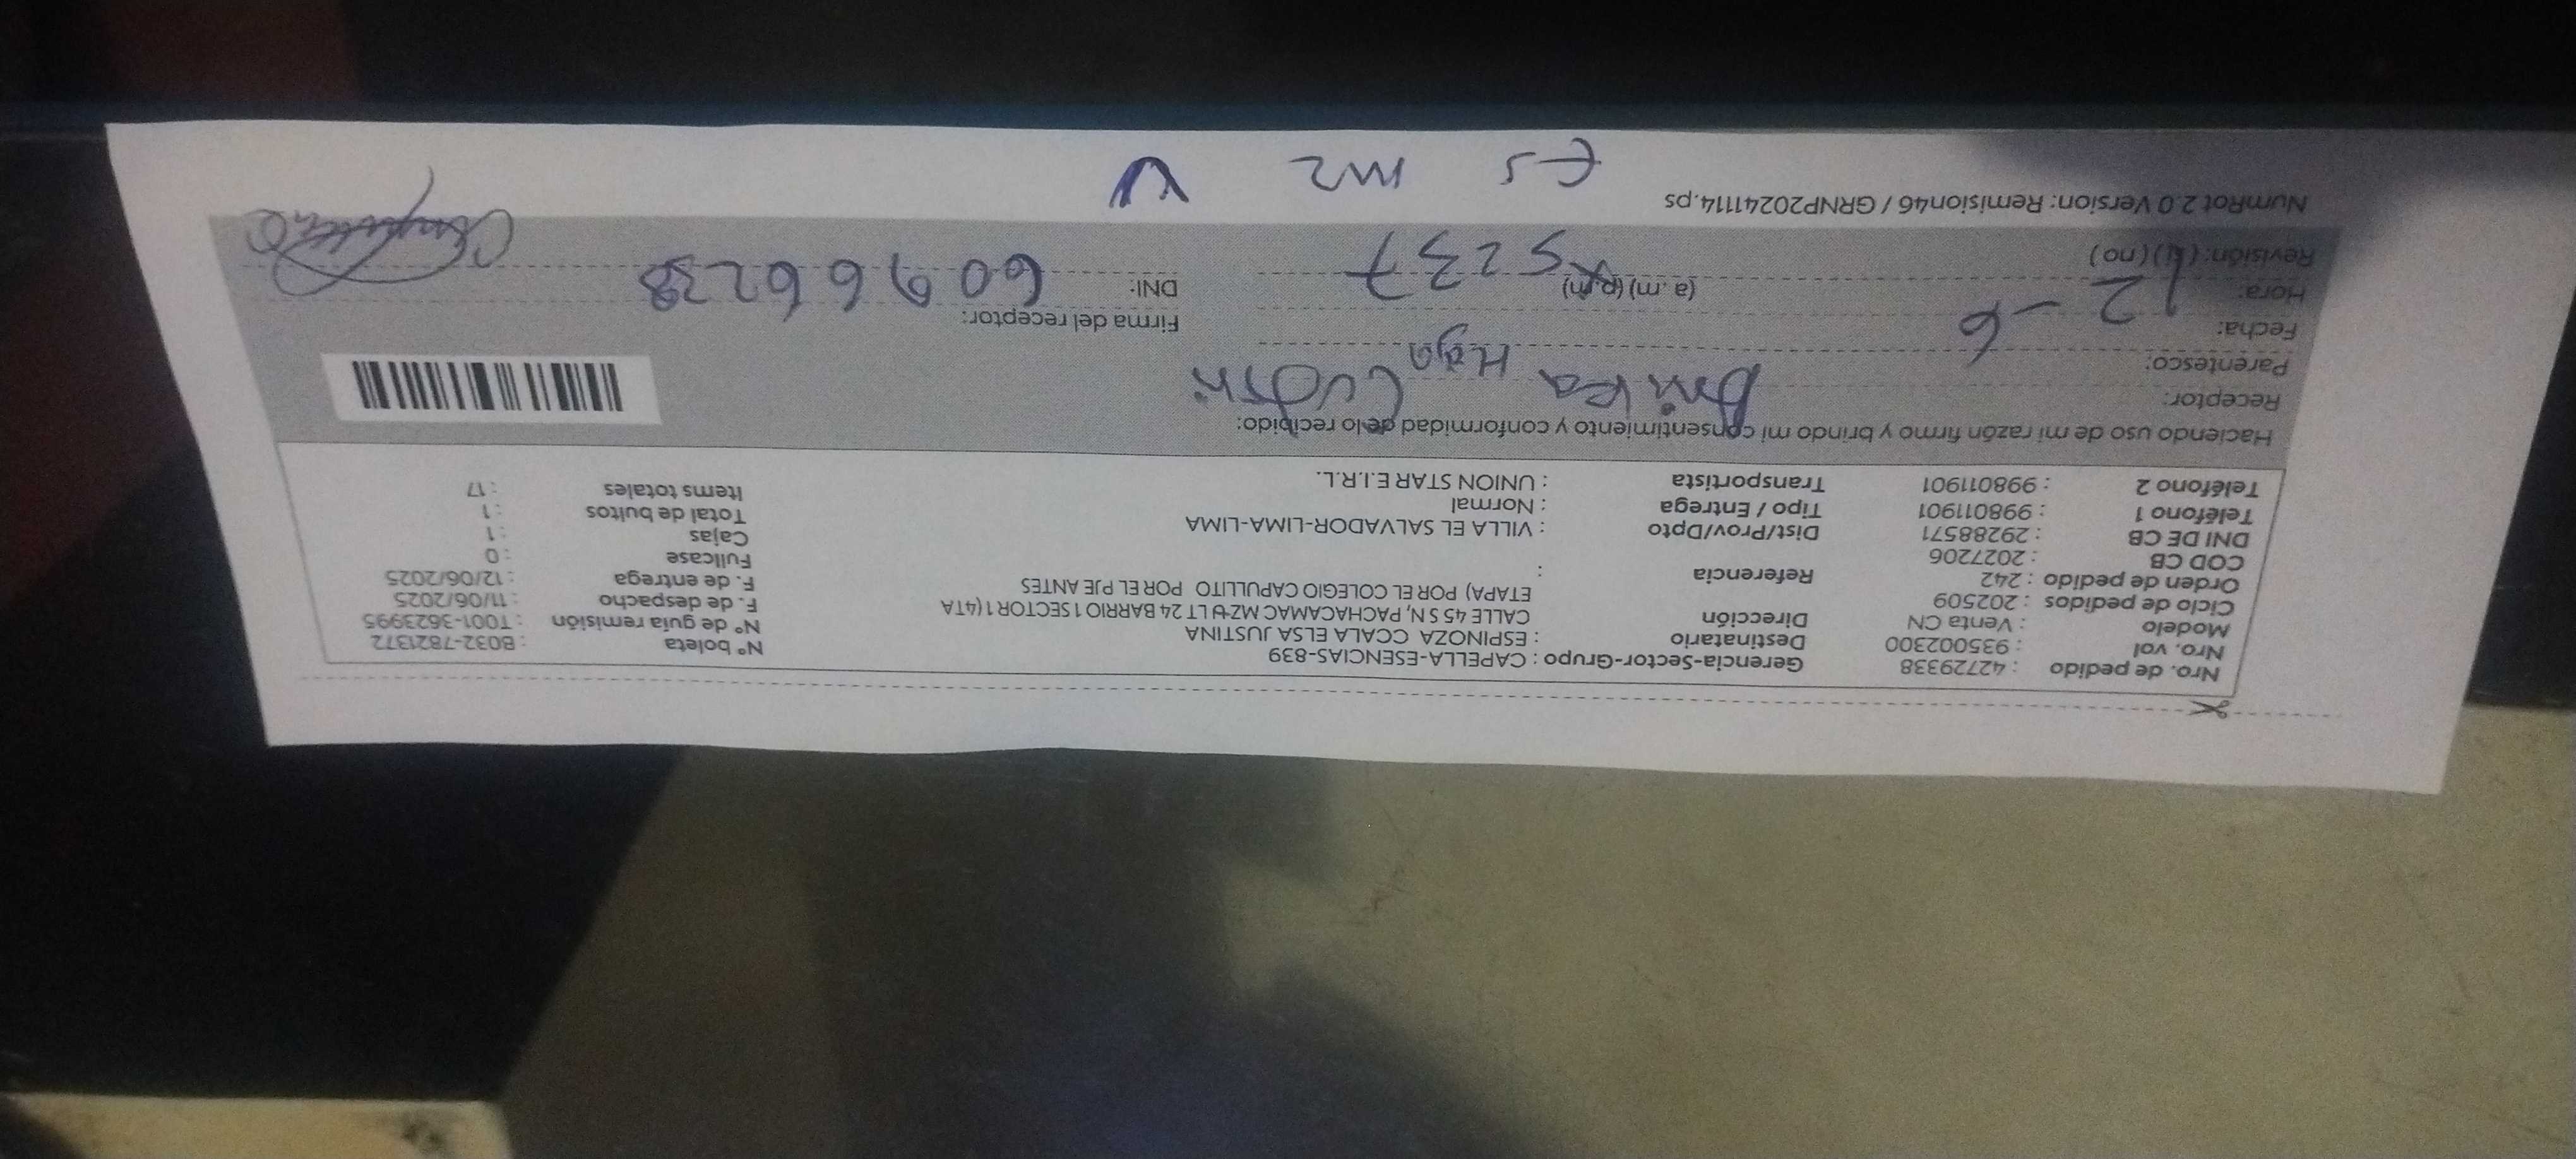 Nro. de pedido : 42729338 Gerencia-Sector-Grupo : CAPELLA-ESENCIAS-839 N° boleta : B032-7821372
Nro. vol : 935002300 Destinatario : ESPINOZA CCALA ELSA JUSTINA N° de guía remisión : T001-3623995
Modelo : Venta CN Dirección CALLE 45 S N, PACHACAMAC MZ LT 24 BARRIO 1 SECTOR 1 (4TA F. de despacho : 11/06/2025
Ciclo de pedidos : 202509 ETAPA) POR EL COLEGIO CAPULLITO POR EL PJE ANTES F. de entrega : 12/06/2025
Orden de pedido : 242 Referencia : Fullcase : 0
COD CB : 2027206 Cajas : 1
DNI DE CB : 29288571 Dist/Prov/Dpto : VILLA EL SALVADOR-LIMA-LIMA Total de bultos : 1
Teléfono 1 : 998011901 Tipo / Entrega : Normal Items totales : 17
Teléfono 2 : 998011901 Transportista : UNION STAR E.I.R.L.
Haciendo uso de mi razón firmo y brindo mi consentimiento y conformidad de lo recibido:
Receptor:
Parentesco: Hija
Fecha: 12-6 Firma del receptor:
Hora: (a.m) (p.m) DNI: 60966238
Revisión: (si) (no) 5237
NumRot 2.0 Version: Remision46 / GRNP20241114.ps